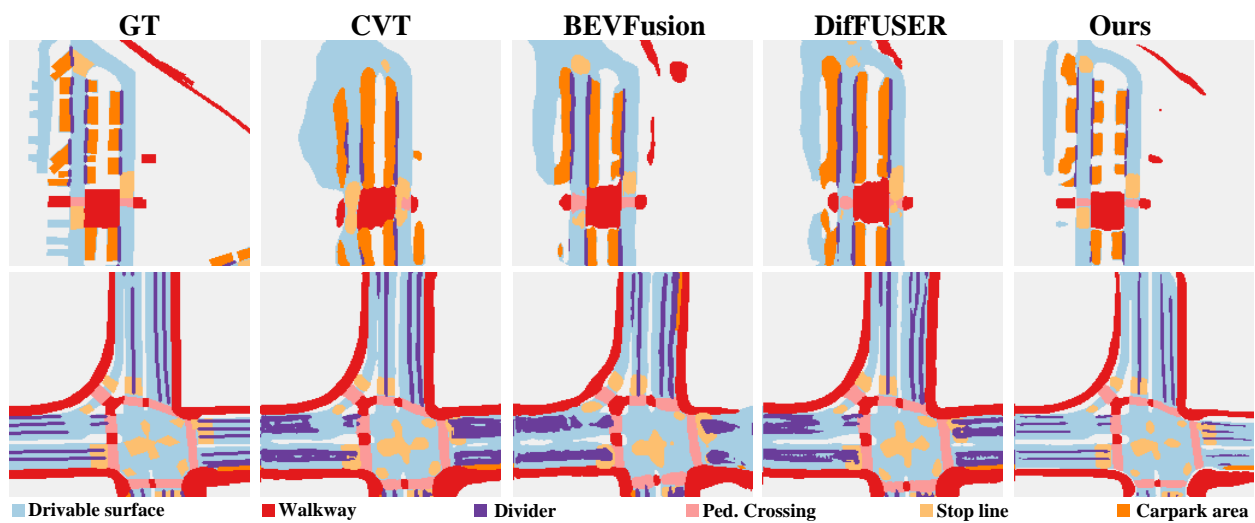 GT CVT BEVFusion DifFUSER Ours
Drivable surface Walkway Divider Ped. Crossing Stop line Carpark area